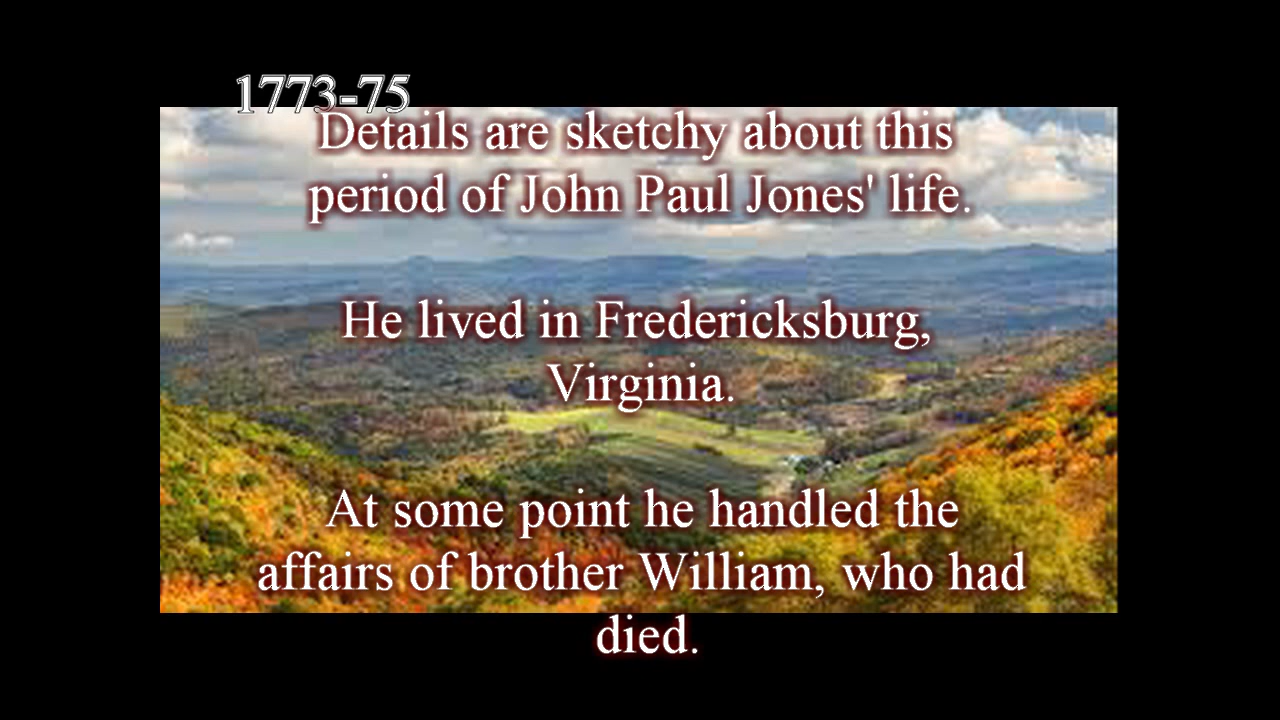 1773-75
Details are sketchy about this
period of John Paul Jones' life.
He lived in Fredericksburg,
Virginia.
At some point he handled the
affairs of brother William, who had
died.